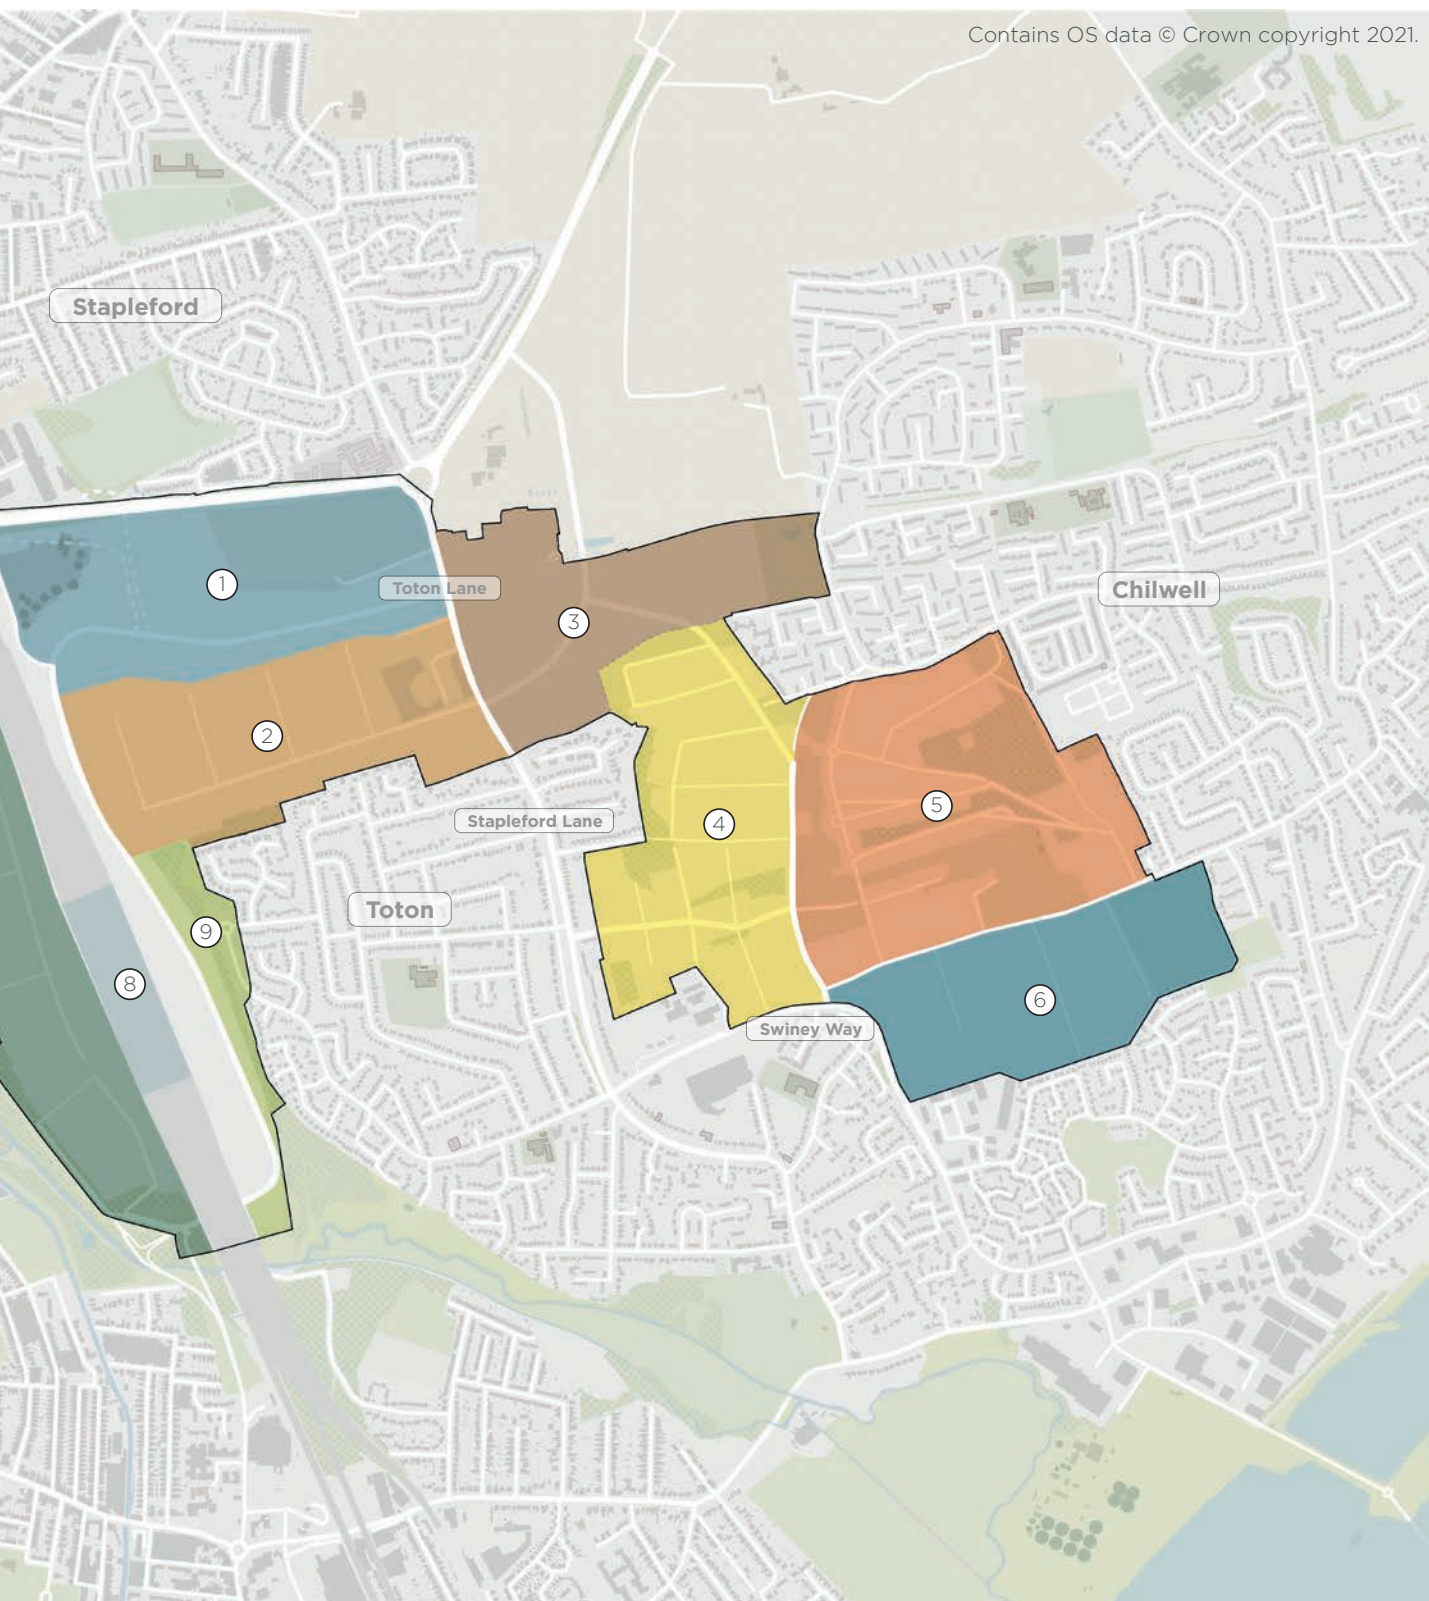 Contains OS data © Crown copyright 2021.
Stapleford
1
Toton Lane
Chilwell
3
2
5
Stapleford Lane
4
Toton
9
8
6
Swiney Way